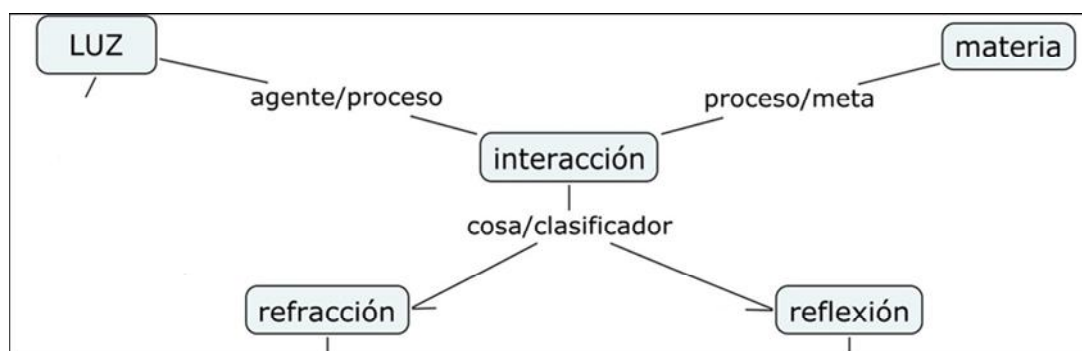 LUZ
materia
agente/proceso
proceso/meta
interacción
cosa/clasificador
refracción
reflexión